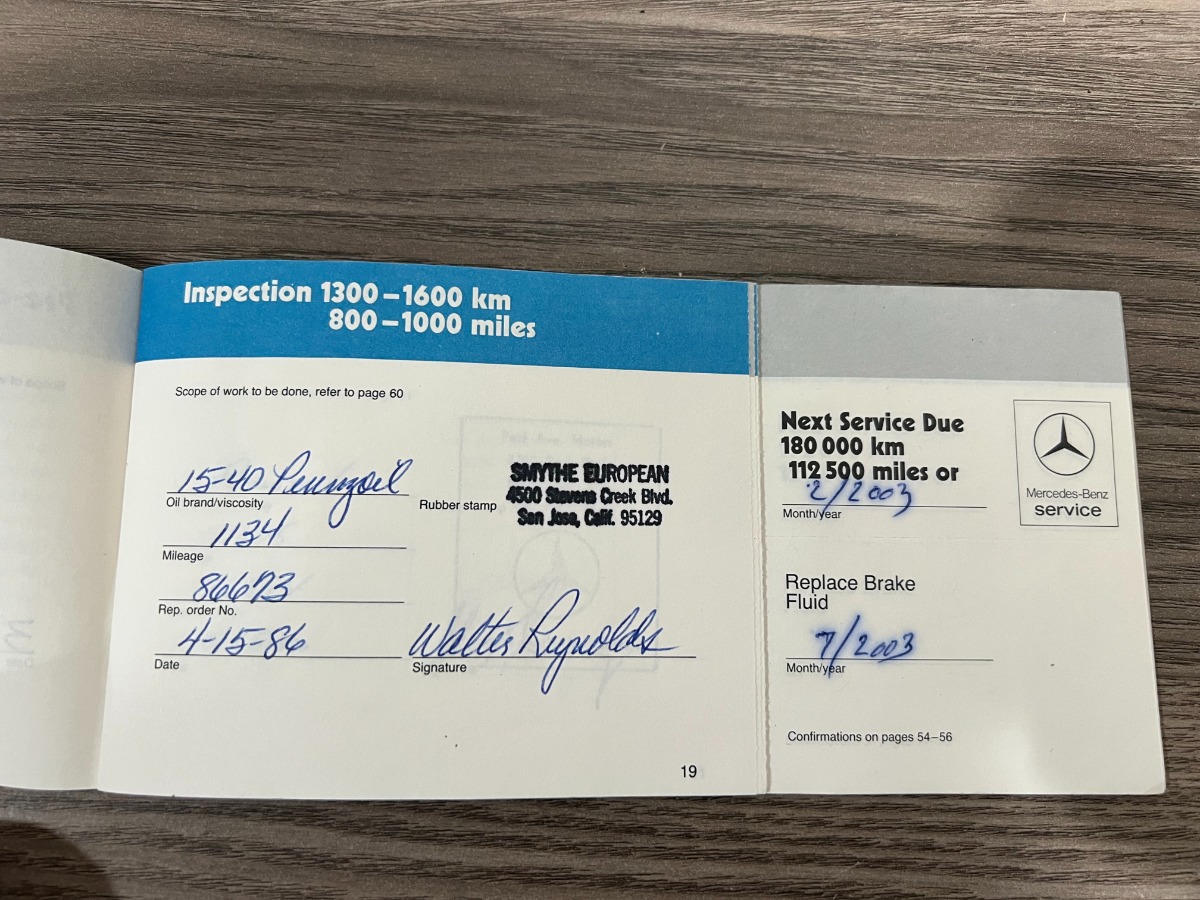 Inspection 1300–1600 km
800–1000 miles
Scope of work to be done, refer to page 60
15-40 Pennzoil
Oil brand/viscosity
1134
Mileage
86673
Rep. order No.
4-15-86
Date
SMYTHE EUROPEAN
4500 Stevens Creek Blvd.
San Jose, Calif. 95129
Rubber stamp
Walter Reynolds
Signature
19
Next Service Due
180 000 km
112 500 miles or
2/2003
Month/year
Mercedes-Benz
service
Replace Brake
Fluid
7/2003
Month/year
Confirmations on pages 54–56